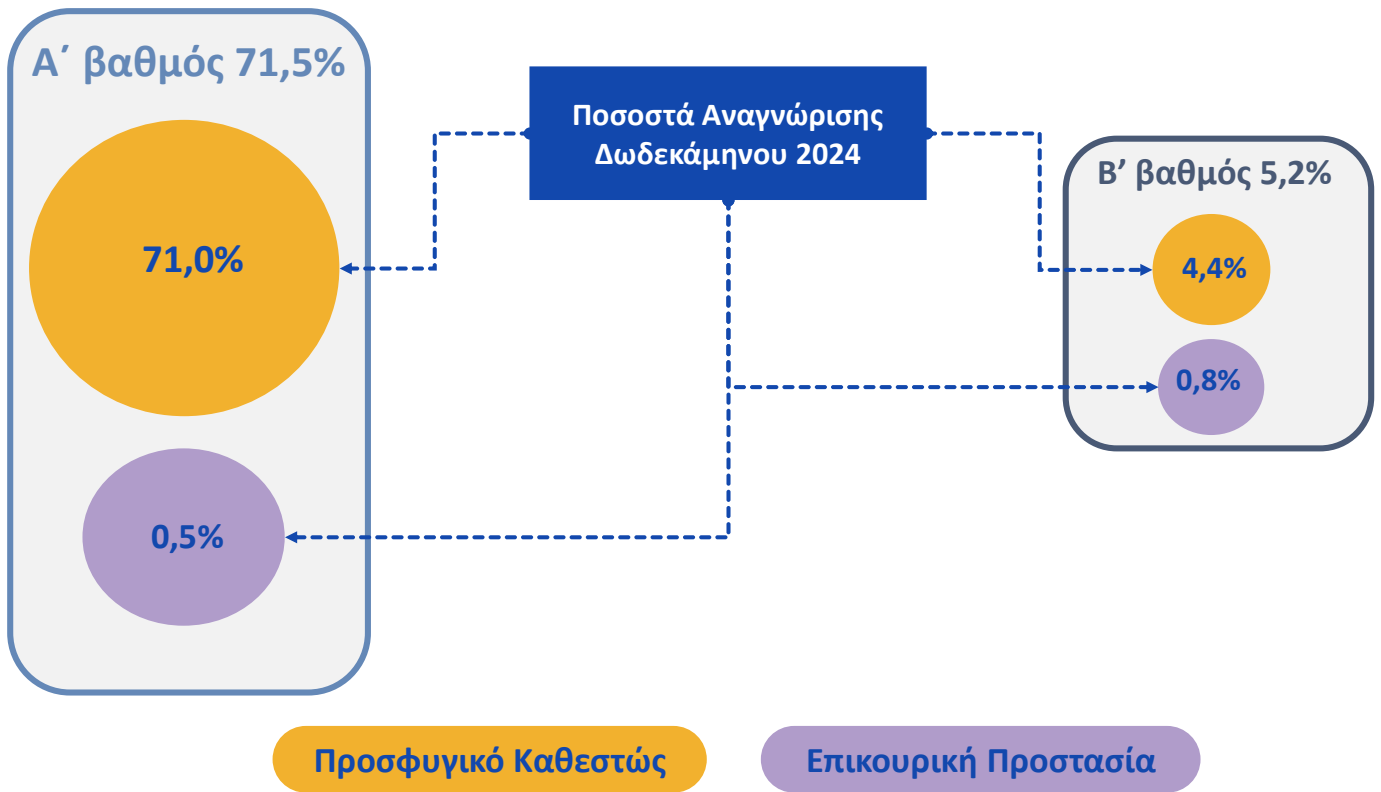 Α΄ βαθμός 71,5%
71,0%
0,5%
Ποσοστά Αναγνώρισης
Δωδεκάμηνου 2024
Β’ βαθμός 5,2%
4,4%
0,8%
Προσφυγικό Καθεστώς
Επικουρική Προστασία